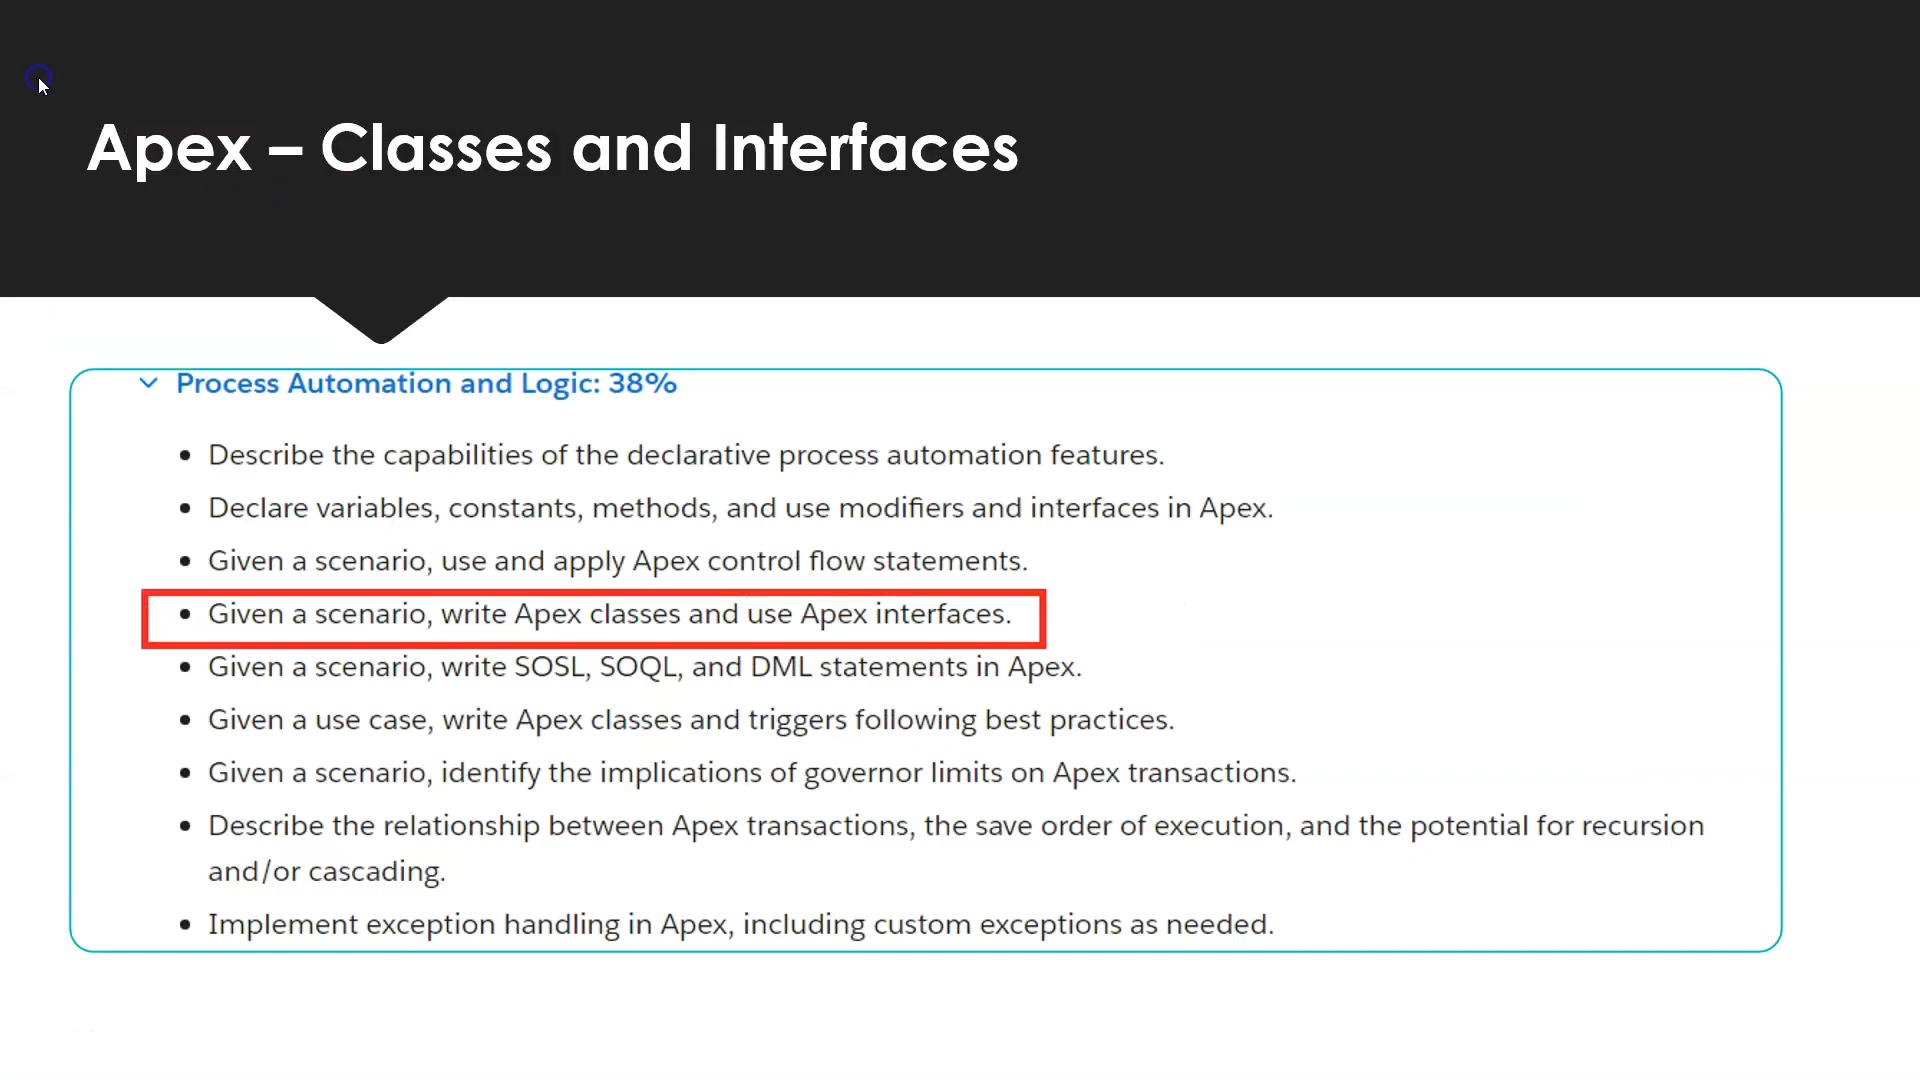 Apex – Classes and Interfaces
Process Automation and Logic: 38%
• Describe the capabilities of the declarative process automation features.
• Declare variables, constants, methods, and use modifiers and interfaces in Apex.
• Given a scenario, use and apply Apex control flow statements.
• Given a scenario, write Apex classes and use Apex interfaces.
• Given a scenario, write SOSL, SOQL, and DML statements in Apex.
• Given a use case, write Apex classes and triggers following best practices.
• Given a scenario, identify the implications of governor limits on Apex transactions.
• Describe the relationship between Apex transactions, the save order of execution, and the potential for recursion
and/or cascading.
• Implement exception handling in Apex, including custom exceptions as needed.